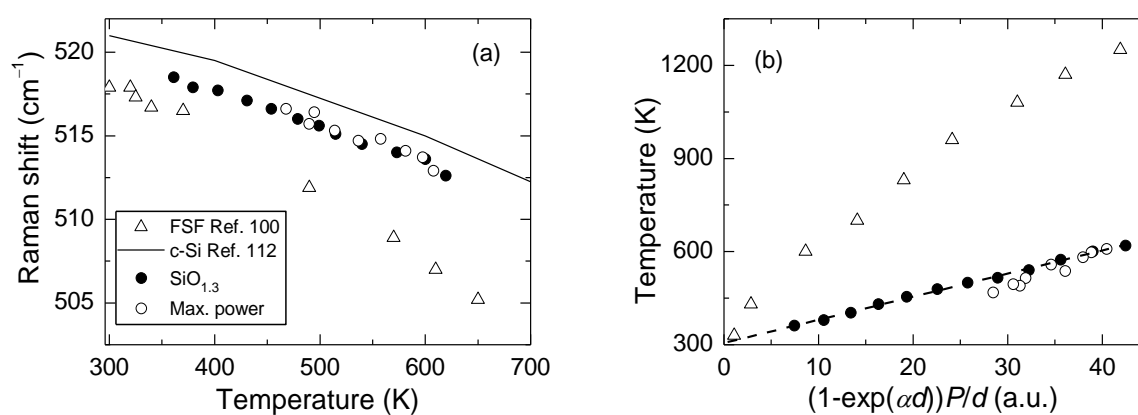 (a)
520
515
510
505
Raman shift (cm⁻¹)
FSF Ref. 100
c-Si Ref. 112
SiO₁.₃
Max. power
300 400 500 600 700
Temperature (K)
(b)
1200
900
600
300
Temperature (K)
0 10 20 30 40
(1-exp(αd))P/d (a.u.)